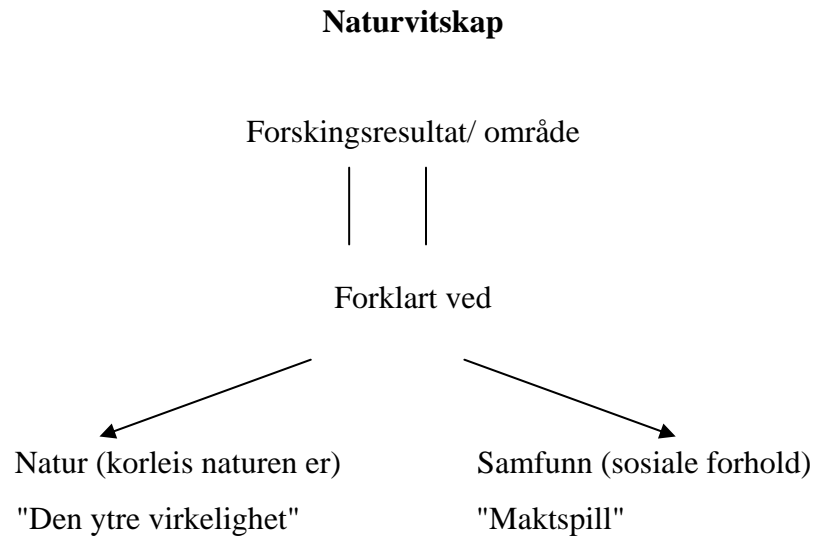 Naturvitskap
Forskingsresultat/ område
Forklart ved
Natur (korleis naturen er)
Samfunn (sosiale forhold)
"Den ytre virkelighet"
"Maktspill"